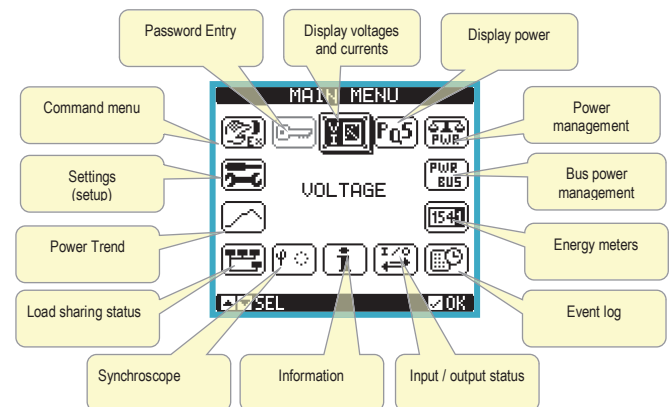 Password Entry
Display voltages
and currents
Display power
Command menu
MAIN MENU
Ex
V
I
PQS
PWR
Power
management
Settings
(setup)
VOLTAGE
PWR
BUS
Bus power
management
Power Trend
1543
Energy meters
Load sharing status
φ
i
I/O
Event log
SEL
OK
Synchroscope
Information
Input / output status